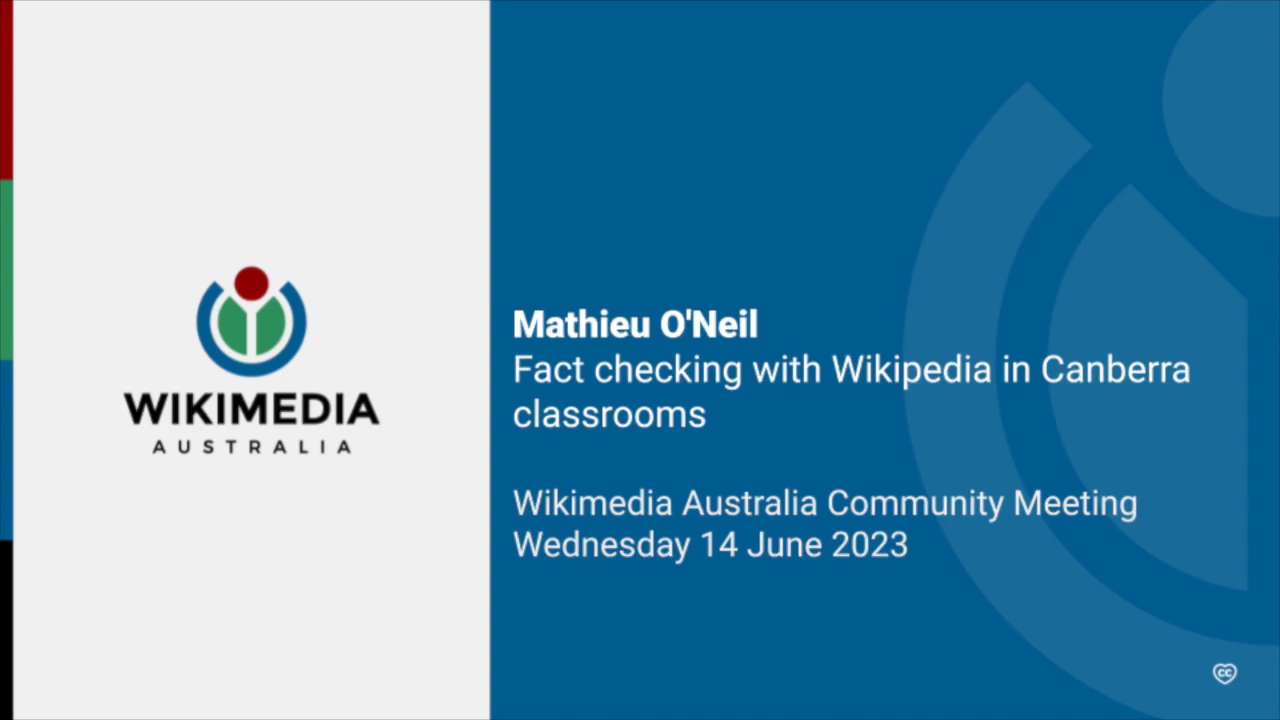 WIKIMEDIA
AUSTRALIA
Mathieu O'Neil
Fact checking with Wikipedia in Canberra
classrooms
Wikimedia Australia Community Meeting
Wednesday 14 June 2023
cc